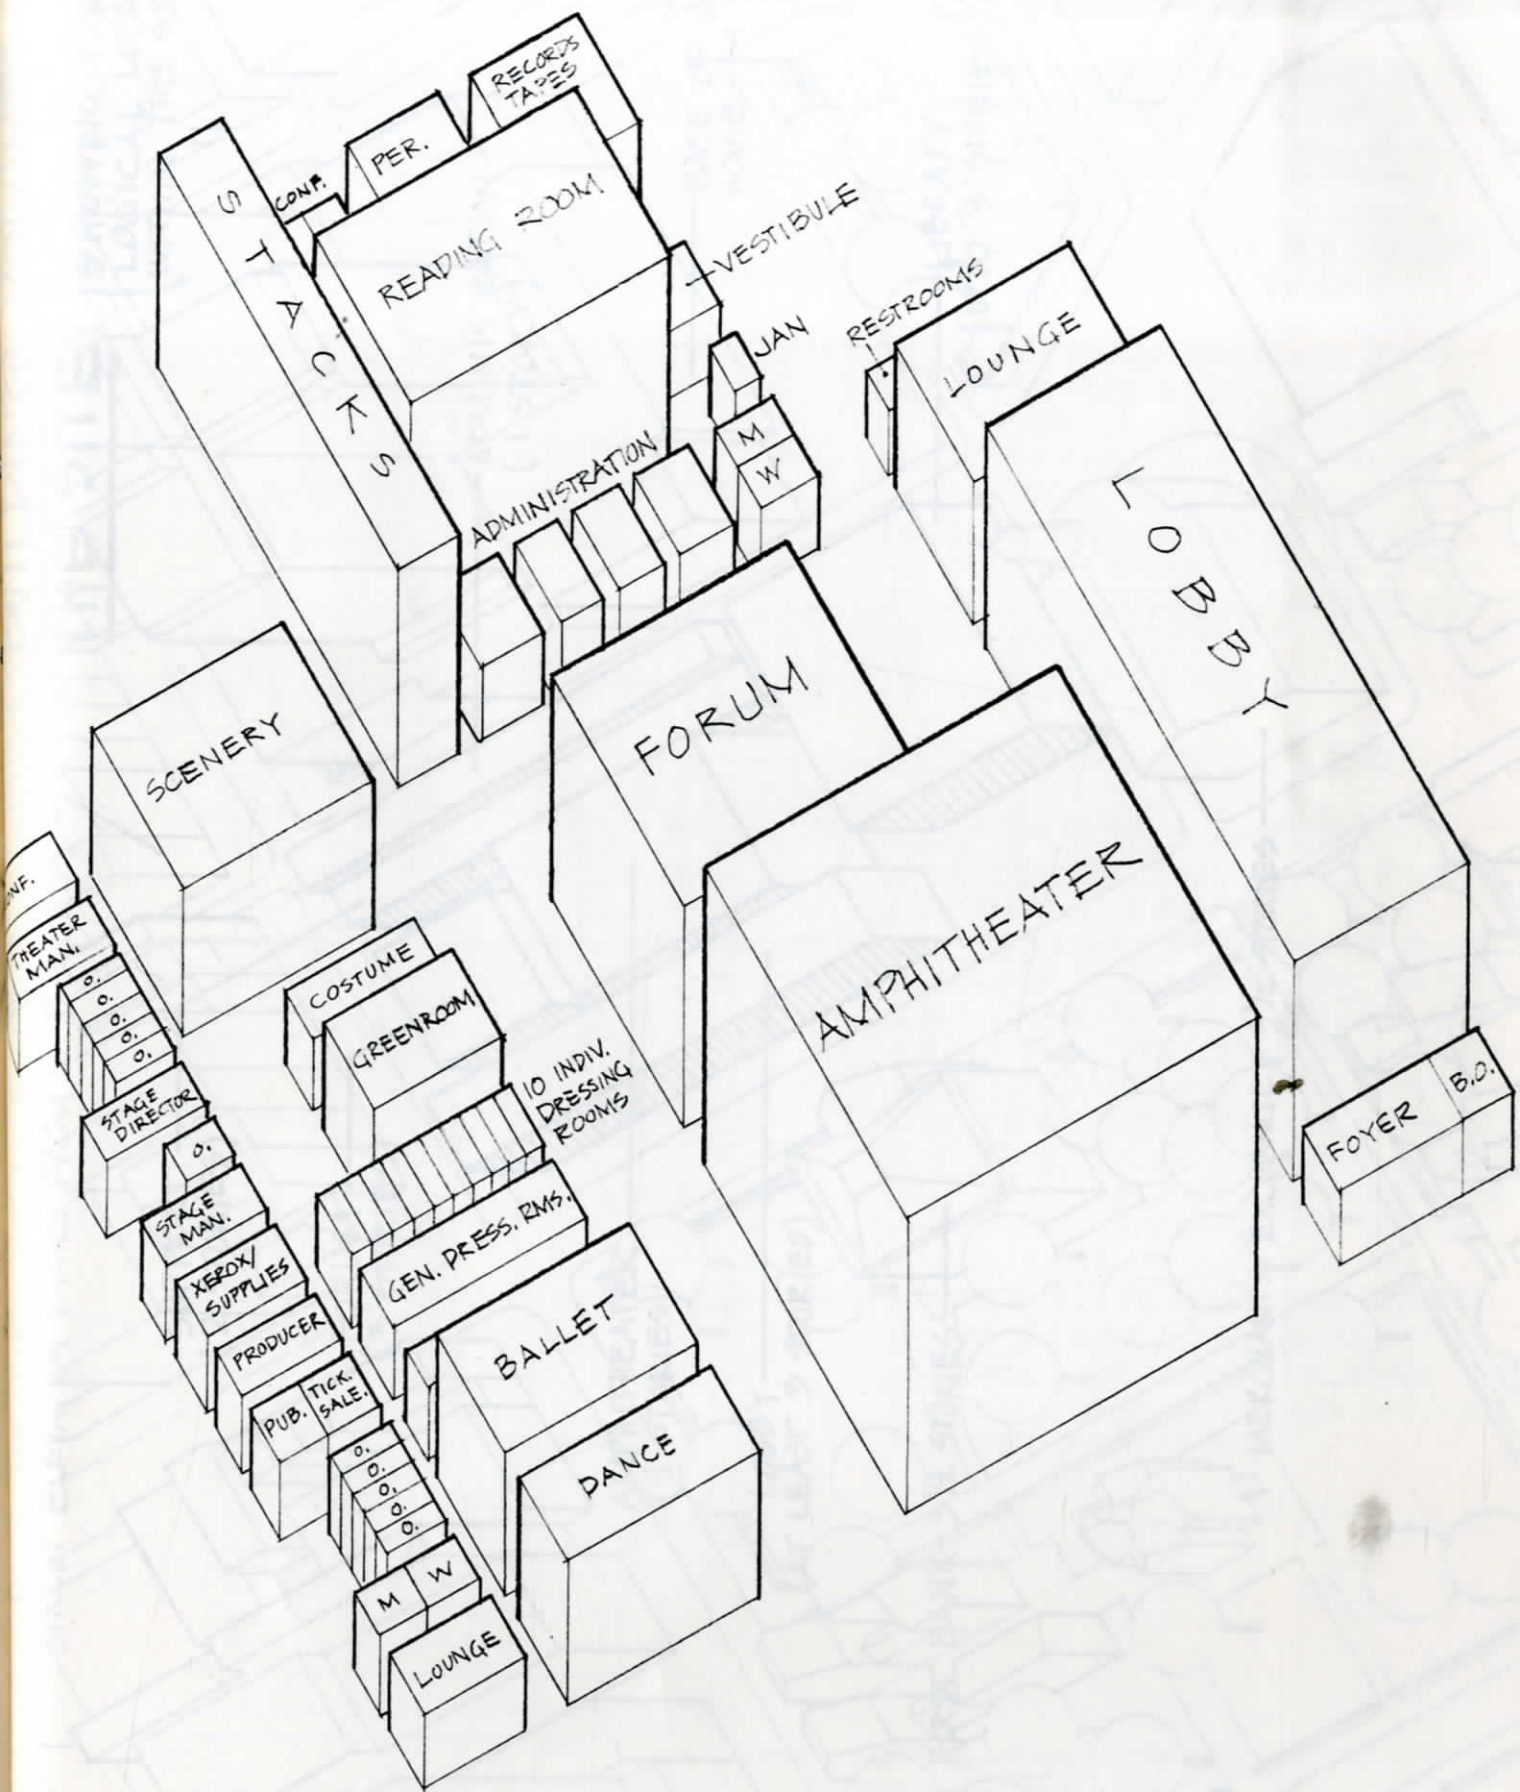 RECORDS
TAPES
PER.
CONF.
STACKS
READING ROOM
VESTIBULE
JAN
M
W
ADMINISTRATION
RESTROOMS
LOUNGE
LOBBY
FORUM
AMPHITHEATER
FOYER
B.O.
SCENERY
THEATER
MAN.
O.
O.
O.
O.
O.
STAGE
DIRECTOR
O.
STAGE
MAN.
XEROX/
SUPPLIES
PRODUCER
PUB.
TICK.
SALE.
O.
O.
O.
O.
O.
M
W
LOUNGE
COSTUME
GREENROOM
10 INDIV.
DRESSING
ROOMS
GEN. DRESS. RMS.
BALLET
DANCE